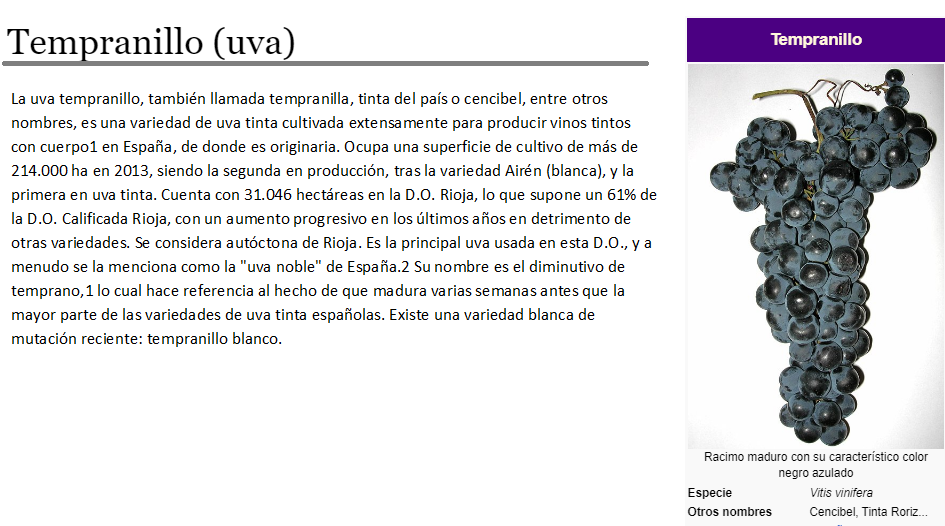 Tempranillo (uva)
La uva tempranillo, también llamada tempranilla, tinta del país o cencibel, entre otros
nombres, es una variedad de uva tinta cultivada extensamente para producir vinos tintos
con cuerpo1 en España, de donde es originaria. Ocupa una superficie de cultivo de más de
214.000 ha en 2013, siendo la segunda en producción, tras la variedad Airén (blanca), y la
primera en uva tinta. Cuenta con 31.046 hectáreas en la D.O. Rioja, lo que supone un 61% de
la D.O. Calificada Rioja, con un aumento progresivo en los últimos años en detrimento de
otras variedades. Se considera autóctona de Rioja. Es la principal uva usada en esta D.O., y a
menudo se la menciona como la "uva noble" de España.2 Su nombre es el diminutivo de
temprano,1 lo cual hace referencia al hecho de que madura varias semanas antes que la
mayor parte de las variedades de uva tinta españolas. Existe una variedad blanca de
mutación reciente: tempranillo blanco.
Tempranillo
Racimo maduro con su característico color
negro azulado
Especie Vitis vinifera
Otros nombres Cencibel, Tinta Roriz...